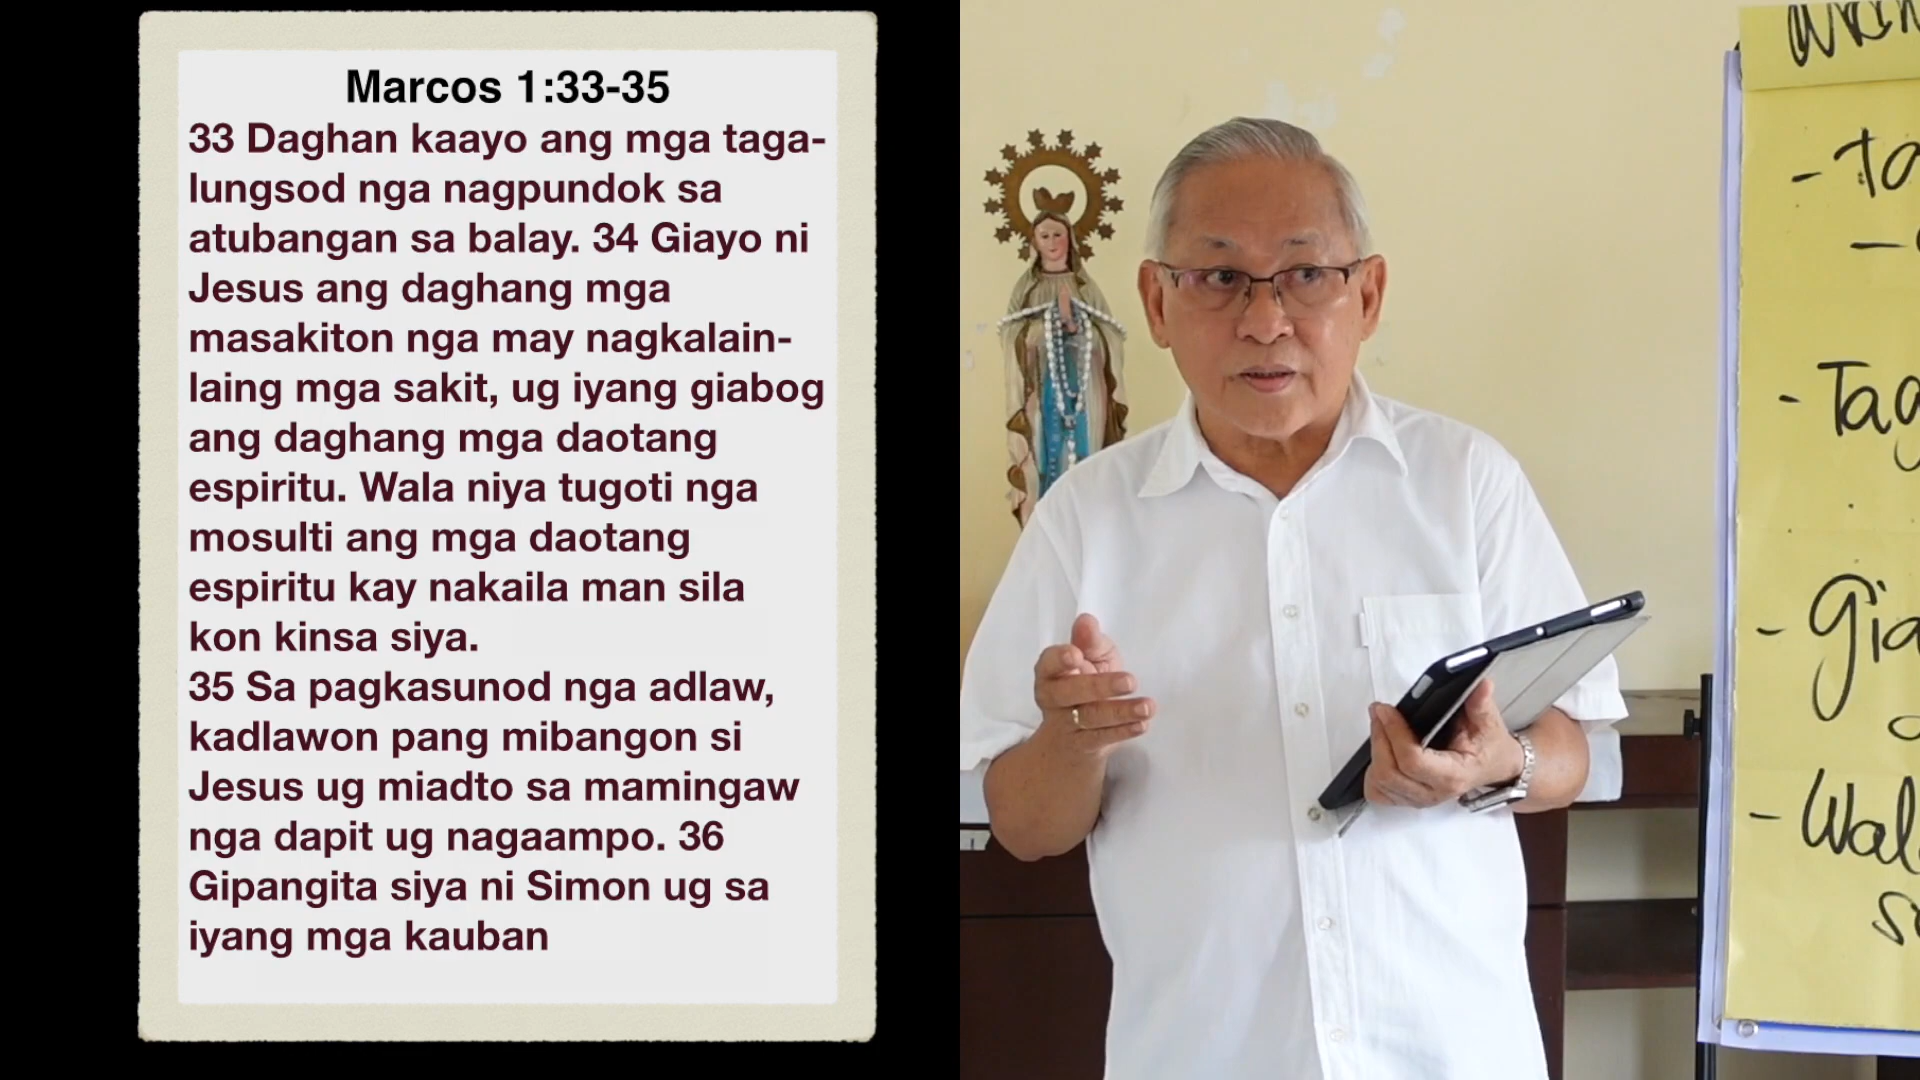 Marcos 1:33-35
33 Daghan kaayo ang mga taga-
lungsod nga nagpundok sa
atubangan sa balay. 34 Giayo ni
Jesus ang daghang mga
masakiton nga may nagkalain-
laing mga sakit, ug iyang giabog
ang daghang mga daotang
espiritu. Wala niya tugoti nga
mosulti ang mga daotang
espiritu kay nakaila man sila
kon kinsa siya.
35 Sa pagkasunod nga adlaw,
kadlawon pang mibangon si
Jesus ug miadto sa mamingaw
nga dapit ug nagaampo. 36
Gipangita siya ni Simon ug sa
iyang mga kauban